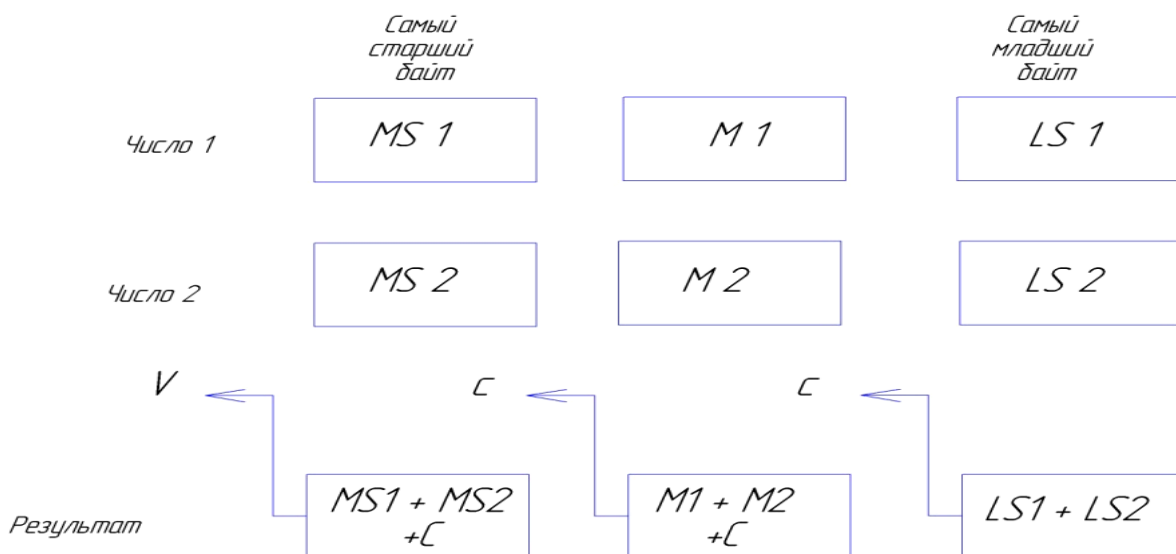 Самый
старший
байт
Самый
младший
байт
Число 1
MS 1
M 1
LS 1
Число 2
MS 2
M 2
LS 2
V
C
C
Результат
MS1 + MS2
+C
M1 + M2
+C
LS1 + LS2